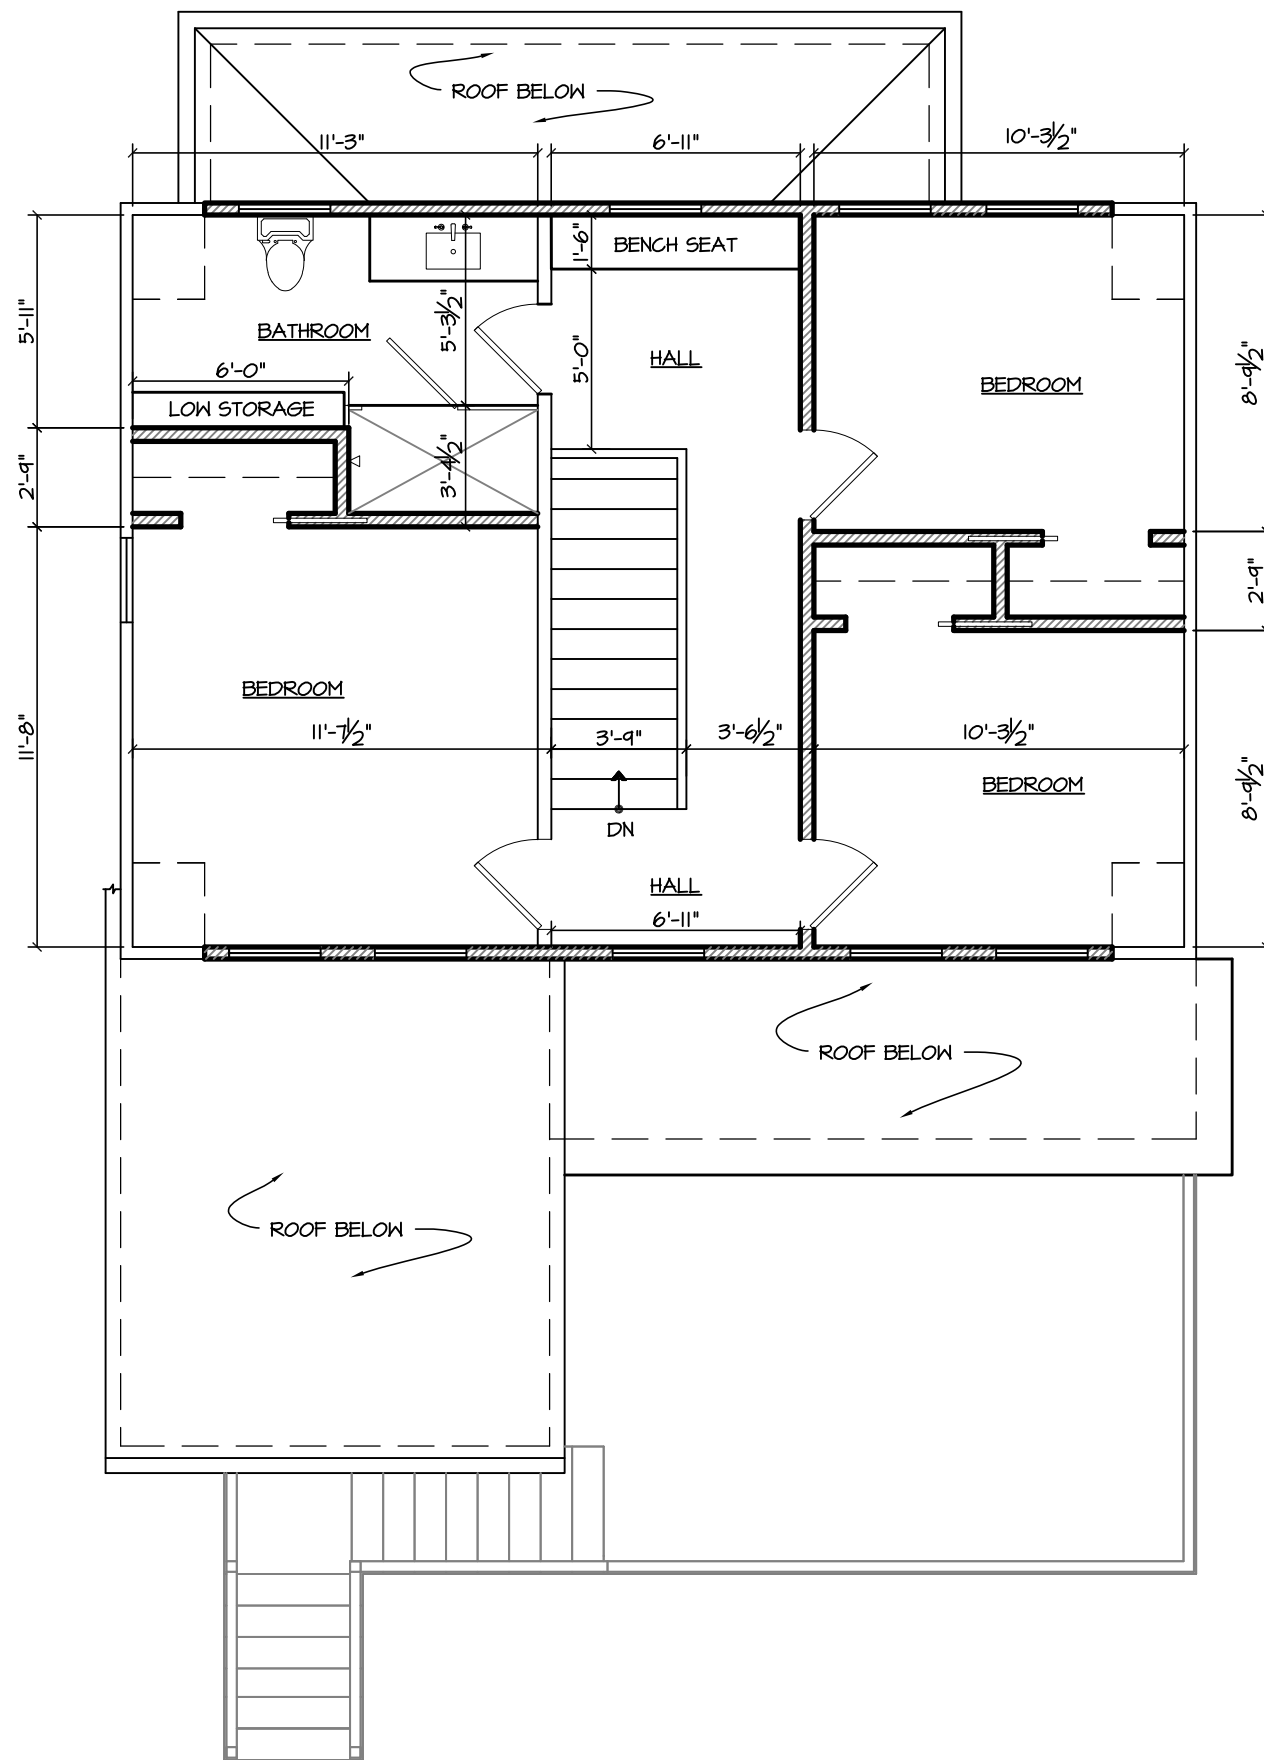 ROOF BELOW
11'-3"
6'-11"
10'-3½"
1'-6"
BENCH SEAT
5'-11"
BATHROOM
5'-3½"
5'-0"
HALL
8'-9½"
BEDROOM
6'-0"
LOW STORAGE
2'-9"
3'-4½"
2'-9"
BEDROOM
11'-8"
11'-7½"
3'-9"
3'-6½"
10'-3½"
BEDROOM
8'-9½"
DN
HALL
6'-11"
ROOF BELOW
ROOF BELOW